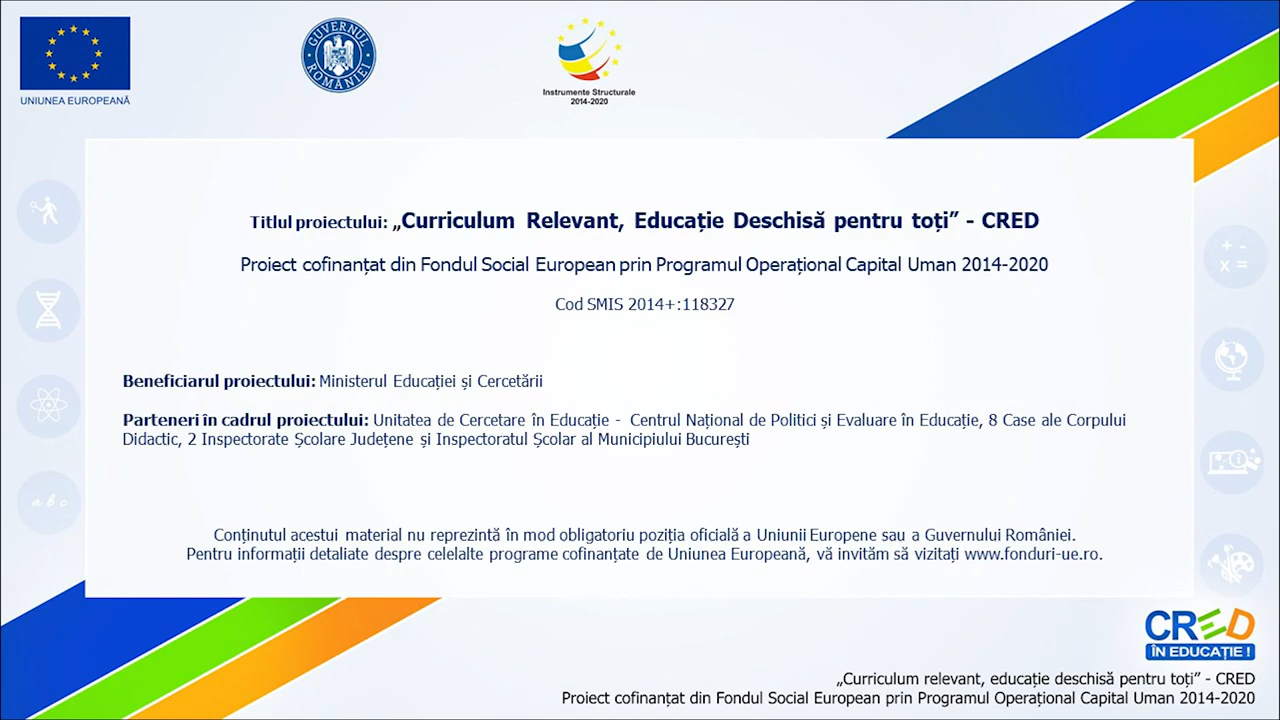 UNIUNEA EUROPEANĂ
GUVERNUL ROMÂNIEI
Instrumente Structurale
2014-2020
Titlul proiectului: „Curriculum Relevant, Educație Deschisă pentru toți” - CRED
Proiect cofinanțat din Fondul Social European prin Programul Operațional Capital Uman 2014-2020
Cod SMIS 2014+:118327
Beneficiarul proiectului: Ministerul Educației și Cercetării
Parteneri în cadrul proiectului: Unitatea de Cercetare în Educație - Centrul Național de Politici și Evaluare în Educație, 8 Case ale Corpului
Didactic, 2 Inspectorate Școlare Județene și Inspectoratul Școlar al Municipiului București
Conținutul acestui material nu reprezintă în mod obligatoriu poziția oficială a Uniunii Europene sau a Guvernului României.
Pentru informații detaliate despre celelalte programe cofinanțate de Uniunea Europeană, vă invităm să vizitați www.fonduri-ue.ro.
+ -
x =
a b c
CRED
ÎN EDUCAȚIE !
„Curriculum relevant, educație deschisă pentru toți” - CRED
Proiect cofinanțat din Fondul Social European prin Programul Operațional Capital Uman 2014-2020